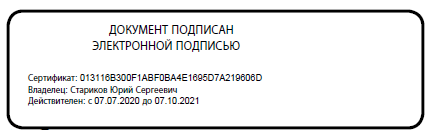 ДОКУМЕНТ ПОДПИСАН
ЭЛЕКТРОННОЙ ПОДПИСЬЮ
Сертификат: 013116B300F1ABF0BA4E1695D7A219606D
Владелец: Стариков Юрий Сергеевич
Действителен: с 07.07.2020 до 07.10.2021